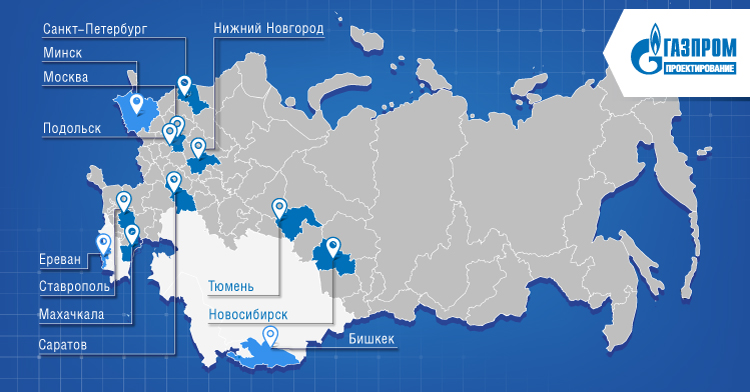 Санкт-Петербург
Нижний Новгород
Минск
Москва
Подольск
ГАЗПРОМ
ПРОЕКТИРОВАНИЕ
Ереван
Ставрополь
Махачкала
Саратов
Тюмень
Новосибирск
Бишкек